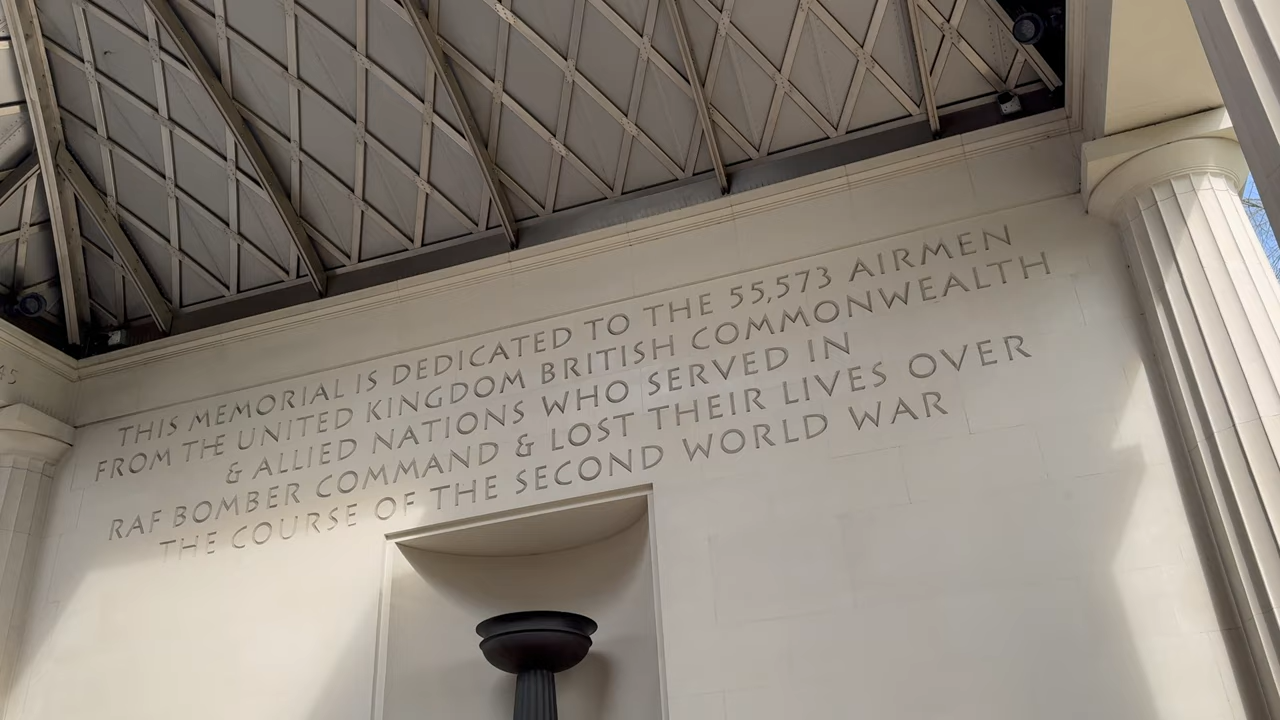 THIS MEMORIAL IS DEDICATED TO THE 55,573 AIRMEN
FROM THE UNITED KINGDOM BRITISH COMMONWEALTH
& ALLIED NATIONS WHO SERVED IN
RAF BOMBER COMMAND & LOST THEIR LIVES OVER
THE COURSE OF THE SECOND WORLD WAR